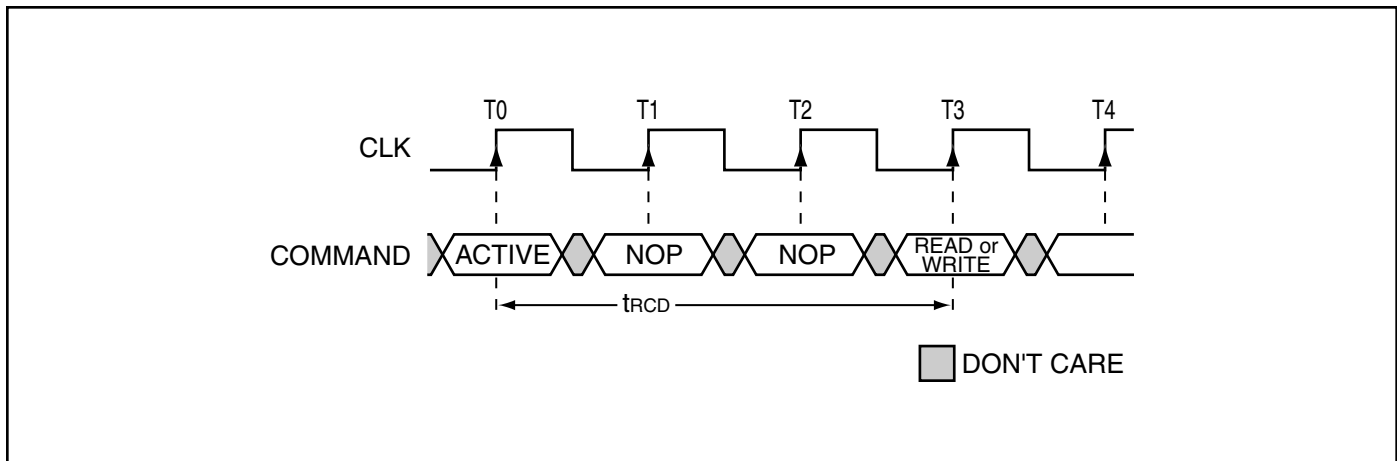 T0 T1 T2 T3 T4
CLK
COMMAND ACTIVE NOP NOP READ or
WRITE
tRCD
DON'T CARE